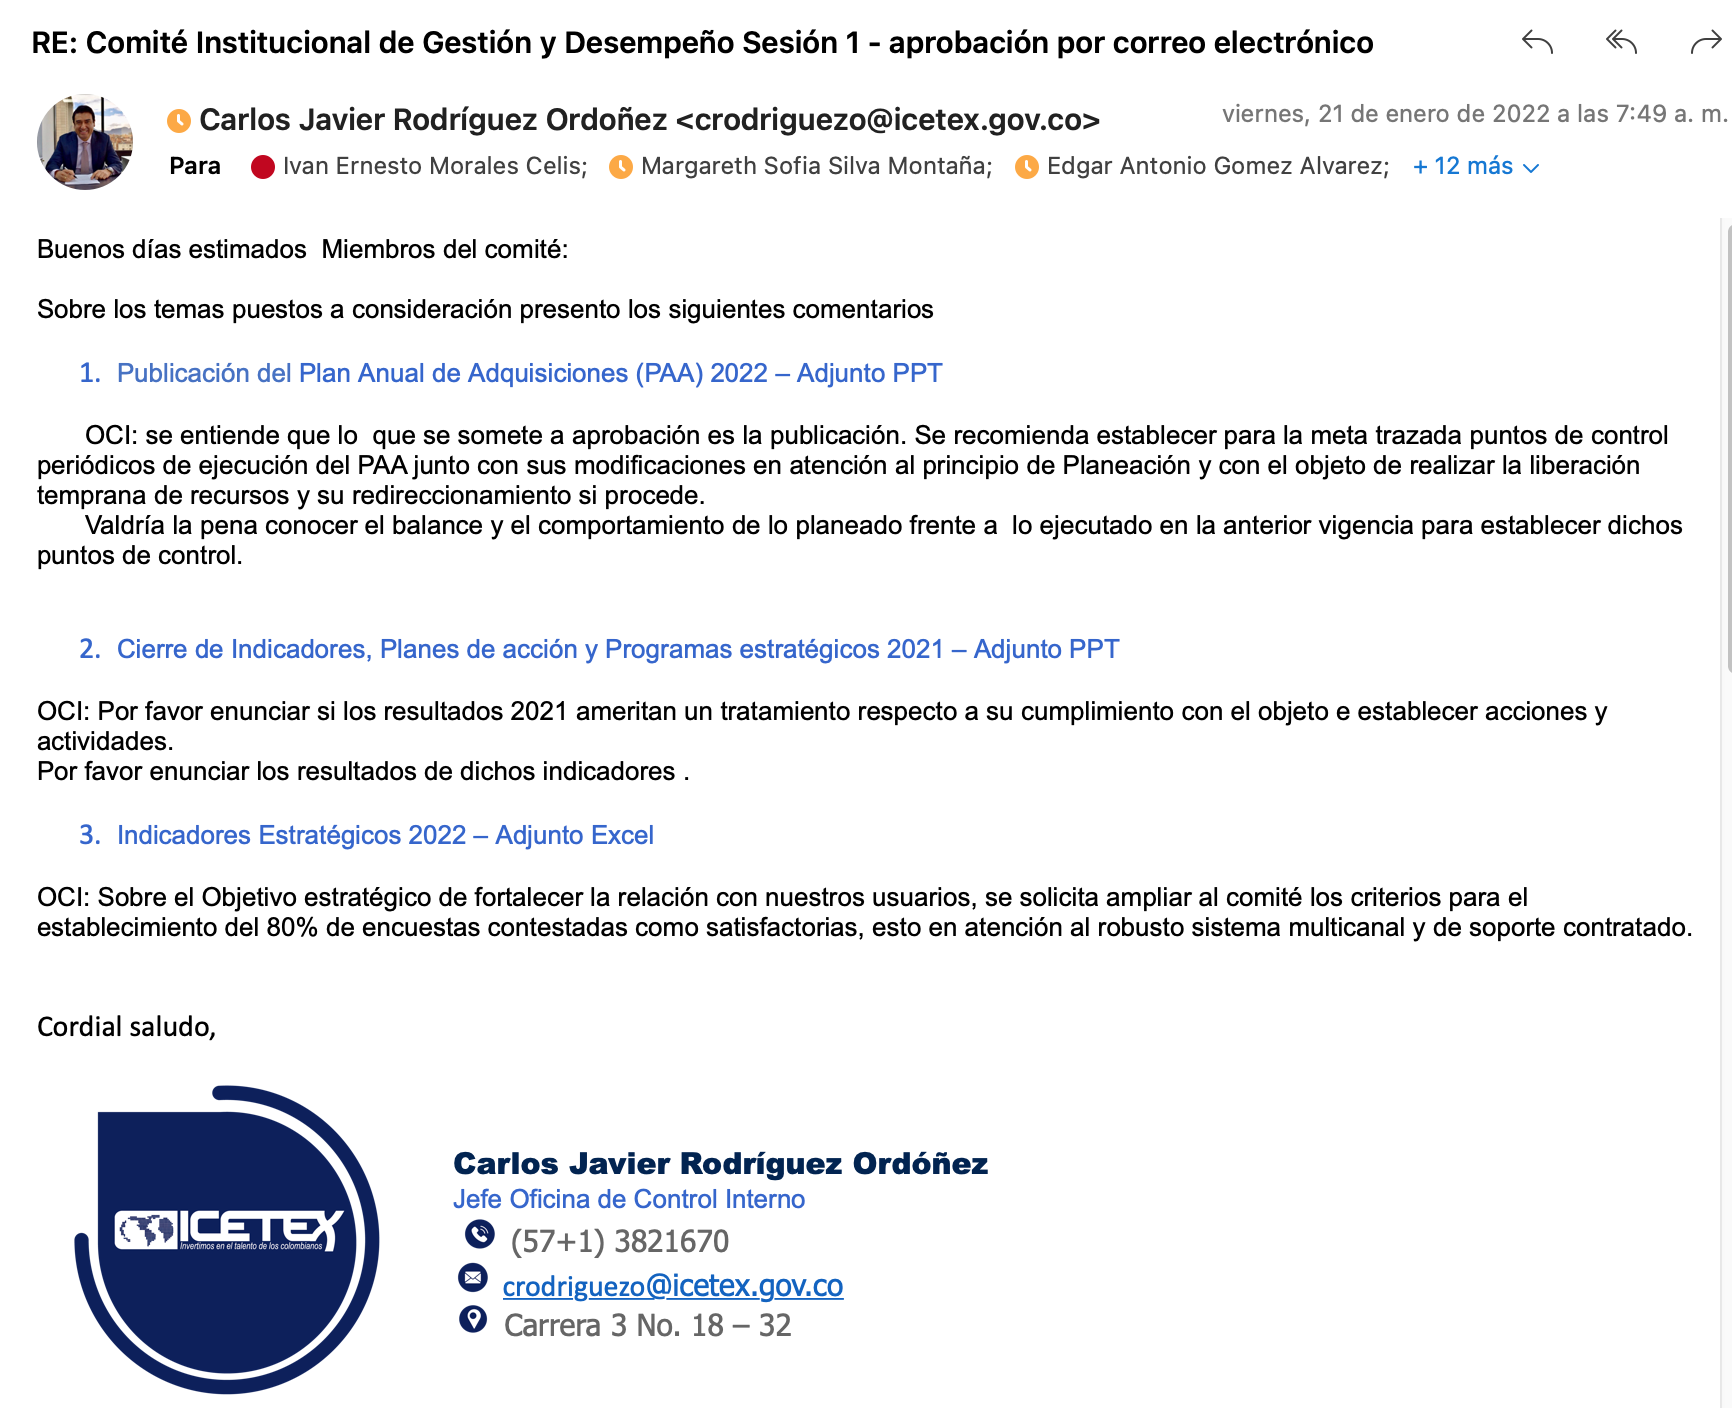 RE: Comité Institucional de Gestión y Desempeño Sesión 1 - aprobación por correo electrónico
Carlos Javier Rodríguez Ordoñez <crodriguezo@icetex.gov.co>
viernes, 21 de enero de 2022 a las 7:49 a. m.
Para Ivan Ernesto Morales Celis; Margareth Sofia Silva Montaña; Edgar Antonio Gomez Alvarez; + 12 más
Buenos días estimados  Miembros del comité:
Sobre los temas puestos a consideración presento los siguientes comentarios
1. Publicación del Plan Anual de Adquisiciones (PAA) 2022 – Adjunto PPT
OCI: se entiende que lo  que se somete a aprobación es la publicación. Se recomienda establecer para la meta trazada puntos de control
periódicos de ejecución del PAA junto con sus modificaciones en atención al principio de Planeación y con el objeto de realizar la liberación
temprana de recursos y su redireccionamiento si procede.
Valdría la pena conocer el balance y el comportamiento de lo planeado frente a  lo ejecutado en la anterior vigencia para establecer dichos
puntos de control.
2. Cierre de Indicadores, Planes de acción y Programas estratégicos 2021 – Adjunto PPT
OCI: Por favor enunciar si los resultados 2021 ameritan un tratamiento respecto a su cumplimiento con el objeto e establecer acciones y
actividades.
Por favor enunciar los resultados de dichos indicadores .
3. Indicadores Estratégicos 2022 – Adjunto Excel
OCI: Sobre el Objetivo estratégico de fortalecer la relación con nuestros usuarios, se solicita ampliar al comité los criterios para el
establecimiento del 80% de encuestas contestadas como satisfactorias, esto en atención al robusto sistema multicanal y de soporte contratado.
Cordial saludo,
ICETEX
Invertimos en el talento de los colombianos
Carlos Javier Rodríguez Ordóñez
Jefe Oficina de Control Interno
(57+1) 3821670
crodriguezo@icetex.gov.co
Carrera 3 No. 18 – 32